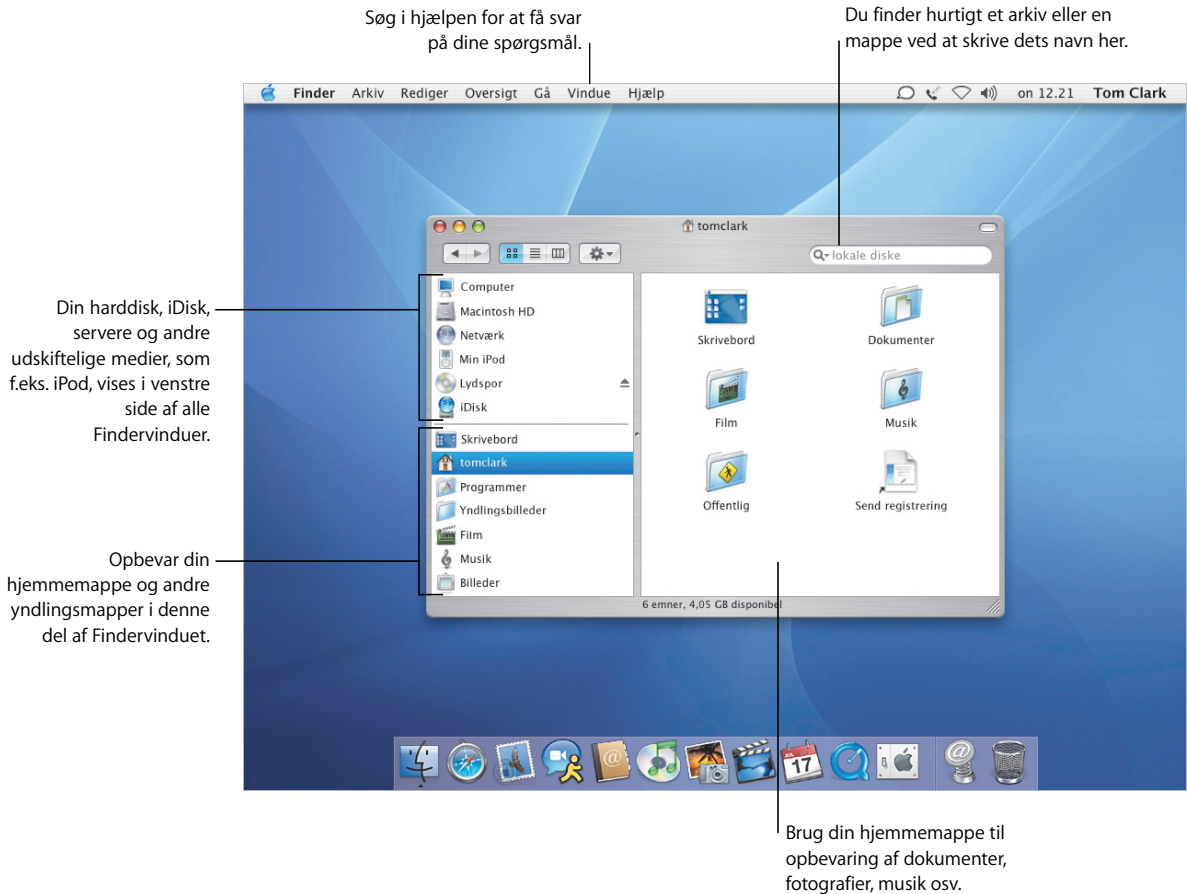 Søg i hjælpen for at få svar
på dine spørgsmål.
Du finder hurtigt et arkiv eller en
mappe ved at skrive dets navn her.
Finder Arkiv Rediger Oversigt Gå Vindue Hjælp on 12.21 Tom Clark
tomclark
lokale diske
Din harddisk, iDisk,
servere og andre
udskiftelige medier, som
f.eks. iPod, vises i venstre
side af alle
Findervinduer.
Computer
Macintosh HD
Netværk
Min iPod
Lydspor
iDisk
Skrivebord
tomclark
Programmer
Yndlingsbilleder
Film
Musik
Billeder
Skrivebord
Dokumenter
Film
Musik
Offentlig
Send registrering
6 emner, 4,05 GB disponibel
Opbevar din
hjemmemappe og andre
yndlingsmapper i denne
del af Findervinduet.
JUL
17
Brug din hjemmemappe til
opbevaring af dokumenter,
fotografier, musik osv.